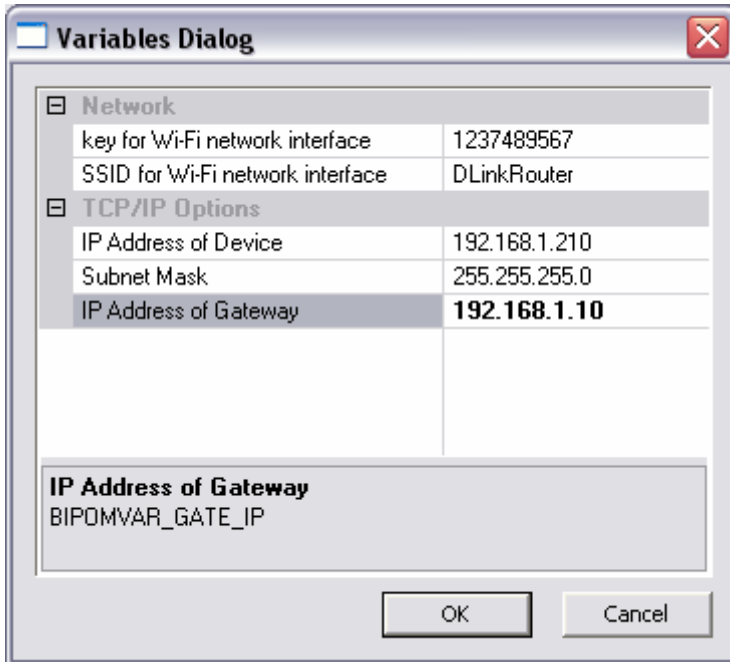 Variables Dialog
Network
key for Wi-Fi network interface 1237489567
SSID for Wi-Fi network interface DLinkRouter
TCP/IP Options
IP Address of Device 192.168.1.210
Subnet Mask 255.255.255.0
IP Address of Gateway 192.168.1.10
IP Address of Gateway
BIPOMVAR_GATE_IP
OK Cancel